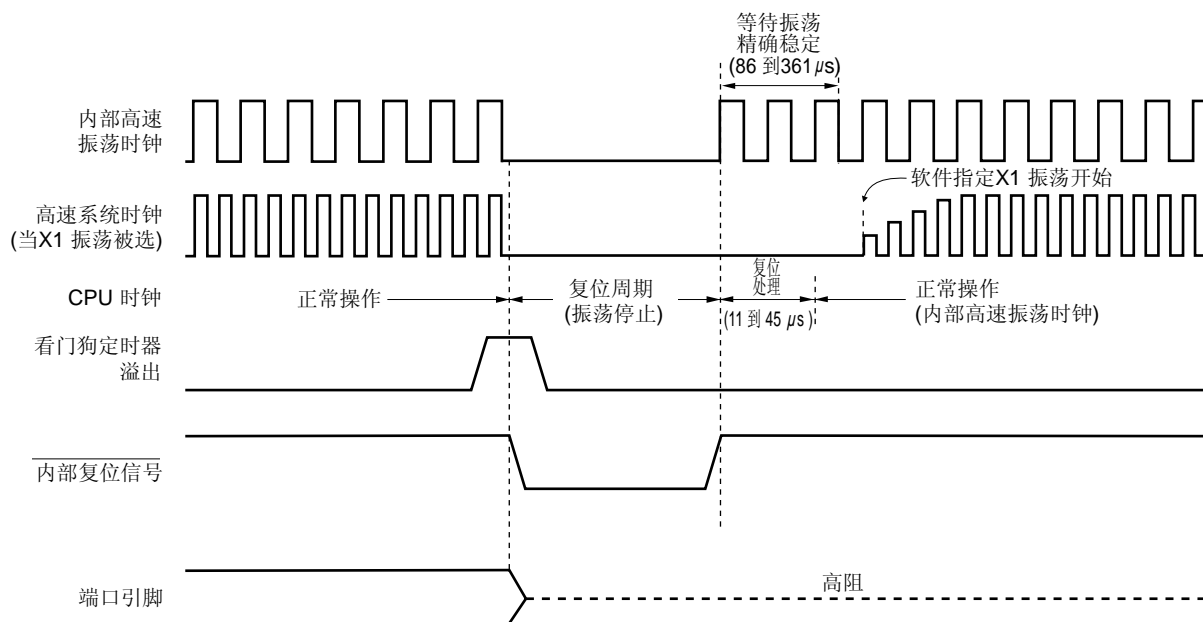 等待振荡
精确稳定
(86 到361 μs)
内部高速
振荡时钟
软件指定X1 振荡开始
高速系统时钟
(当X1 振荡被选)
CPU 时钟
正常操作
复位周期
(振荡停止)
复位
处理
(11 到 45 μs )
正常操作
(内部高速振荡时钟)
看门狗定时器
溢出
内部复位信号
端口引脚
高阻